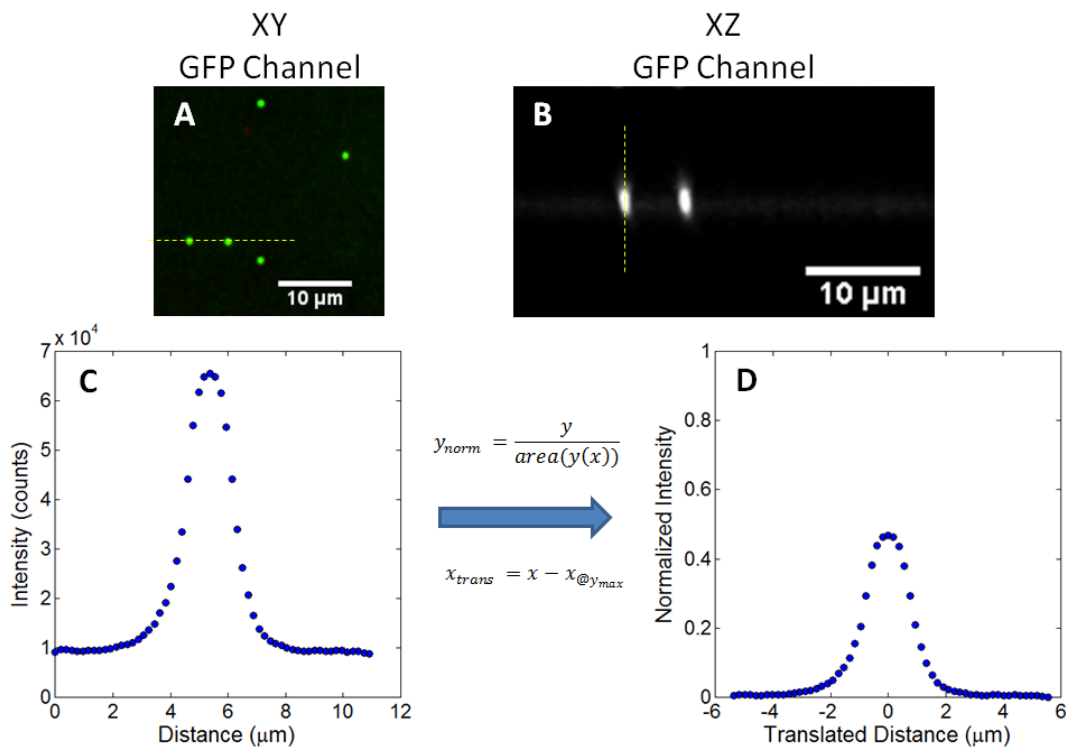 XY
GFP Channel
XZ
GFP Channel
A
10 µm
B
10 µm
7 x 10^4
6
5
4
3
2
1
0
0 2 4 6 8 10 12
Intensity (counts)
Distance (µm)
C
y_norm = y / area(y(x))
x_trans = x − x_@y_max
1
0.8
0.6
0.4
0.2
0
-6 -4 -2 0 2 4 6
Normalized Intensity
Translated Distance (µm)
D